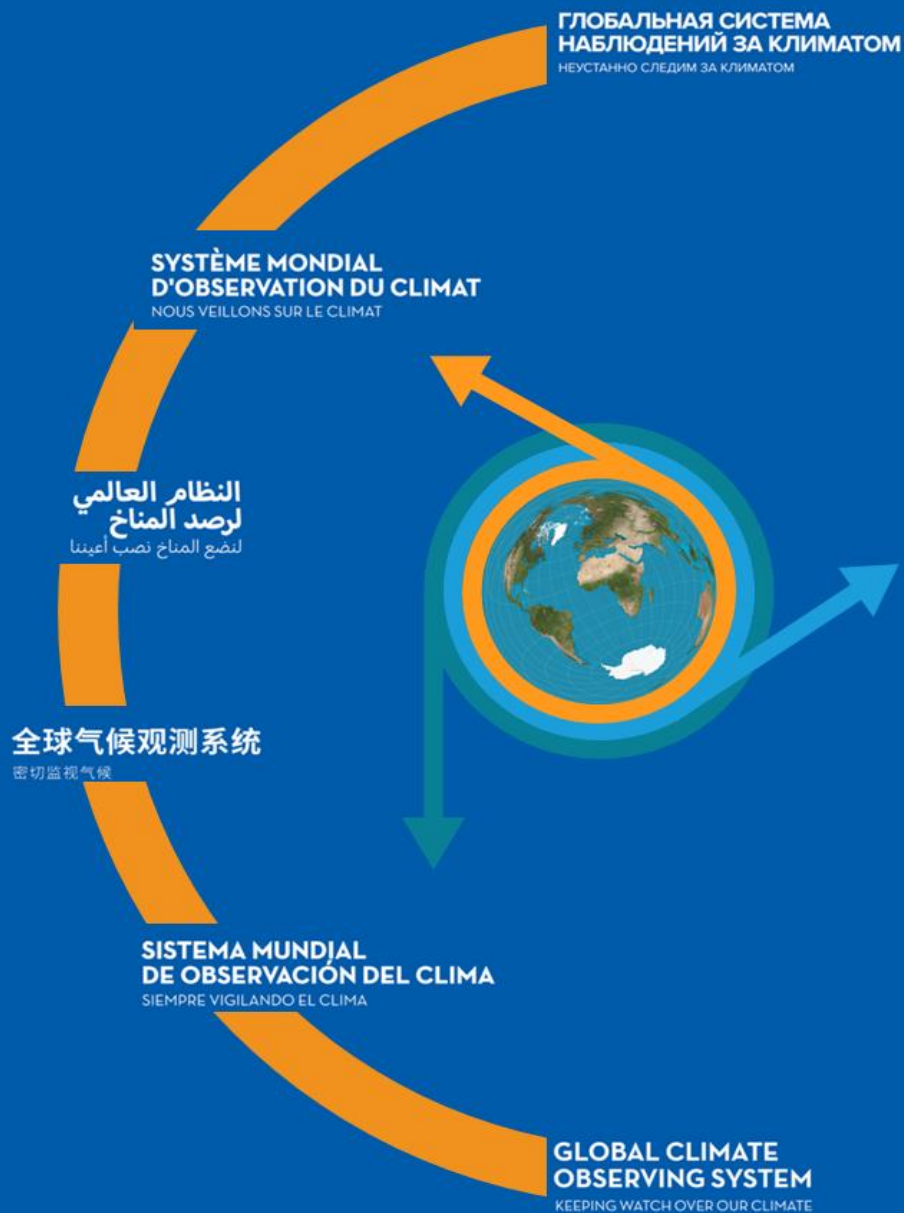 ГЛОБАЛЬНАЯ СИСТЕМА
НАБЛЮДЕНИЙ ЗА КЛИМАТОМ
НЕУСТАННО СЛЕДИМ ЗА КЛИМАТОМ
SYSTÈME MONDIAL
D'OBSERVATION DU CLIMAT
NOUS VEILLONS SUR LE CLIMAT
النظام العالمي
لرصد المناخ
لنضع المناخ نصب أعيننا
全球气候观测系统
密切监视气候
SISTEMA MUNDIAL
DE OBSERVACIÓN DEL CLIMA
SIEMPRE VIGILANDO EL CLIMA
GLOBAL CLIMATE
OBSERVING SYSTEM
KEEPING WATCH OVER OUR CLIMATE